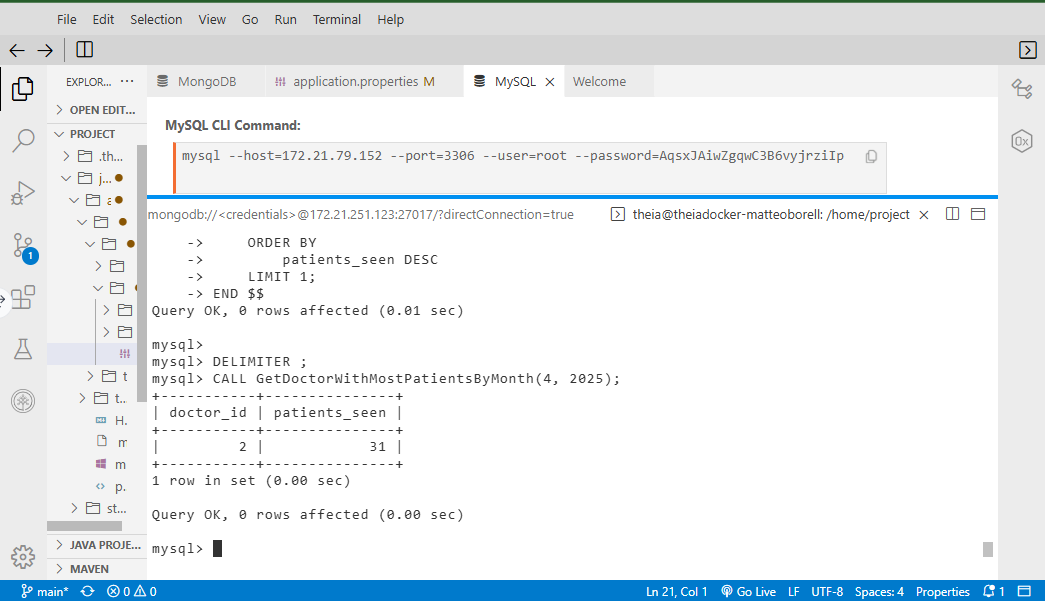 File Edit Selection View Go Run Terminal Help
EXPLOR... ··· MongoDB application.properties M MySQL × Welcome
OPEN EDIT...
PROJECT
.th...
j...
a
t
t...
H.
m
m
p.
st...
JAVA PROJE...
MAVEN
MySQL CLI Command:
mysql --host=172.21.79.152 --port=3306 --user=root --password=AqsxJAiwZgqwC3B6vyjrziIp
mongodb://<credentials>@172.21.251.123:27017/?directConnection=true theia@theiadocker-matteoborell: /home/project ×
-> ORDER BY
-> patients_seen DESC
-> LIMIT 1;
-> END $$
Query OK, 0 rows affected (0.01 sec)
mysql>
mysql> DELIMITER ;
mysql> CALL GetDoctorWithMostPatientsByMonth(4, 2025);
+-----------+---------------+
| doctor_id | patients_seen |
+-----------+---------------+
| 2 | 31 |
+-----------+---------------+
1 row in set (0.00 sec)
Query OK, 0 rows affected (0.00 sec)
mysql>
1
0x
main* 0 0 Ln 21, Col 1 Go Live LF UTF-8 Spaces: 4 Properties 1